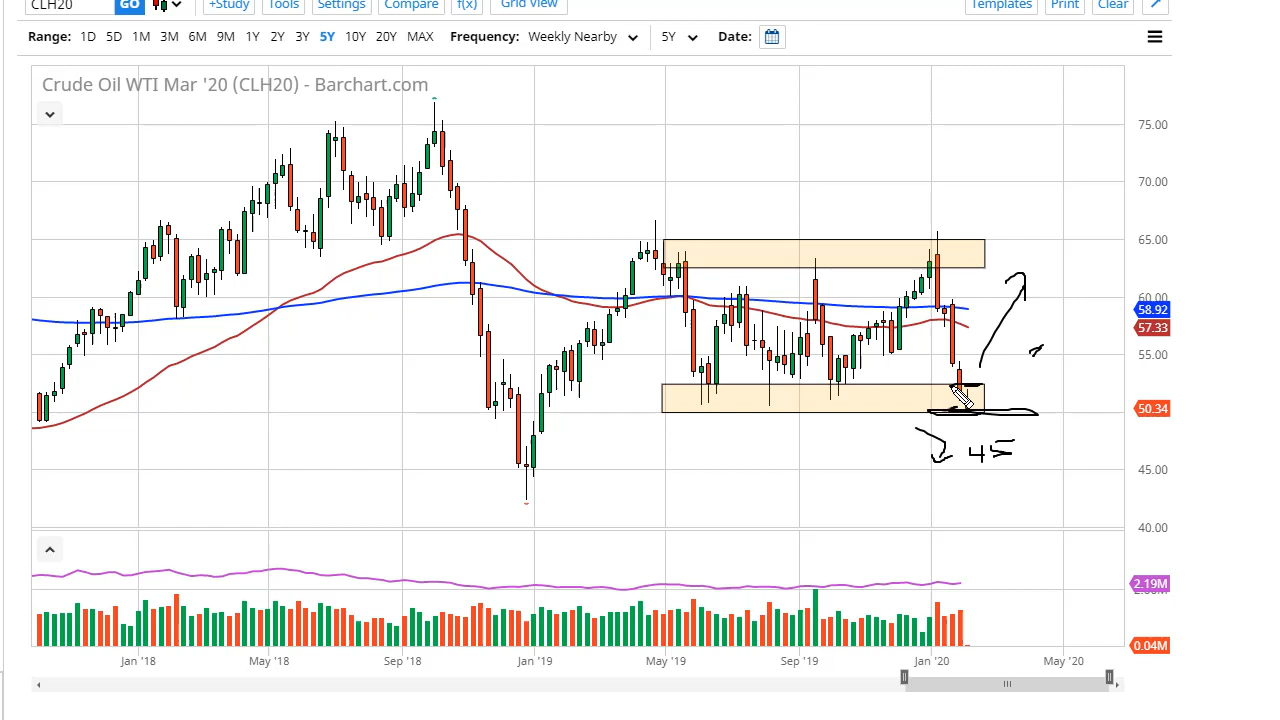 CLH20 GO +Study Tools Settings Compare f(x) Grid View Templates Print Clear
Range: 1D 5D 1M 3M 6M 9M 1Y 2Y 3Y 5Y 10Y 20Y MAX Frequency: Weekly Nearby 5Y Date:
Crude Oil WTI Mar '20 (CLH20) - Barchart.com
75.00
70.00
65.00
60.00
58.92
57.33
55.00
50.34
45
45.00
40.00
2.19M
0.04M
Jan '18 May '18 Sep '18 Jan '19 May '19 Sep '19 Jan '20 May '20